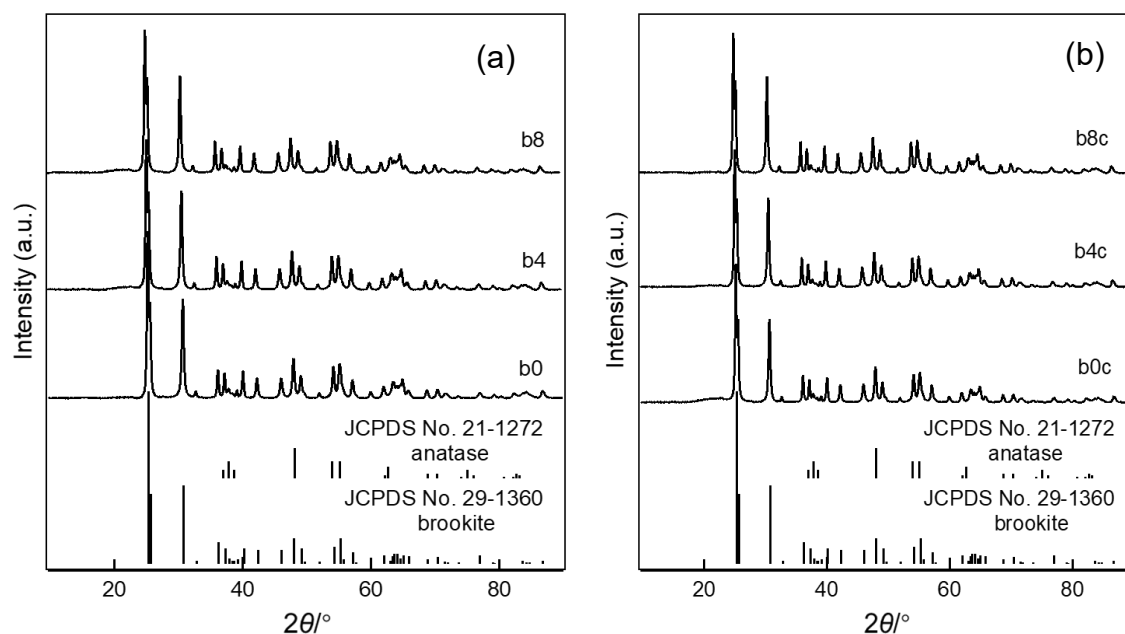 (a)
b8
b4
b0
JCPDS No. 21-1272
anatase
JCPDS No. 29-1360
brookite
Intensity (a.u.)
20
40
60
80
2θ/°
(b)
b8c
b4c
b0c
JCPDS No. 21-1272
anatase
JCPDS No. 29-1360
brookite
Intensity (a.u.)
20
40
60
80
2θ/°